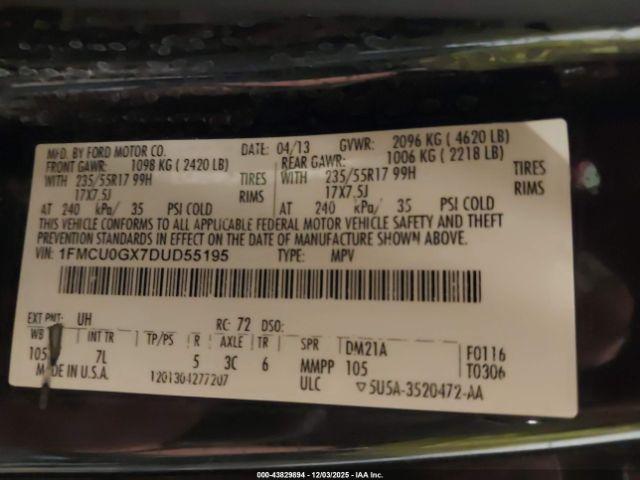 MFD. BY FORD MOTOR CO. DATE: 04/13 GVWR: 2096 KG ( 4620 LB)
FRONT GAWR: 1098 KG ( 2420 LB) REAR GAWR: 1006 KG ( 2218 LB)
WITH 235/55R17 99H TIRES WITH 235/55R17 99H TIRES
17X7.5J RIMS 17X7.5J RIMS
AT 240 kPa/ 35 PSI COLD AT 240 kPa/ 35 PSI COLD
THIS VEHICLE CONFORMS TO ALL APPLICABLE FEDERAL MOTOR VEHICLE SAFETY AND THEFT
PREVENTION STANDARDS IN EFFECT ON THE DATE OF MANUFACTURE SHOWN ABOVE.
VIN: 1FMCU0GX7DUD55195 TYPE: MPV
EXT PNT: UH RC: 72 DSO:
WB INT TR TP/PS R AXLE TR SPR DM21A F0116
105 7L 5 3C 6 MMPP 105 T0306
MADE IN U.S.A. 1201304277207 ULC ▽5U5A-3520472-AA
000-43829894 | 12/03/2025 - IAA Inc.